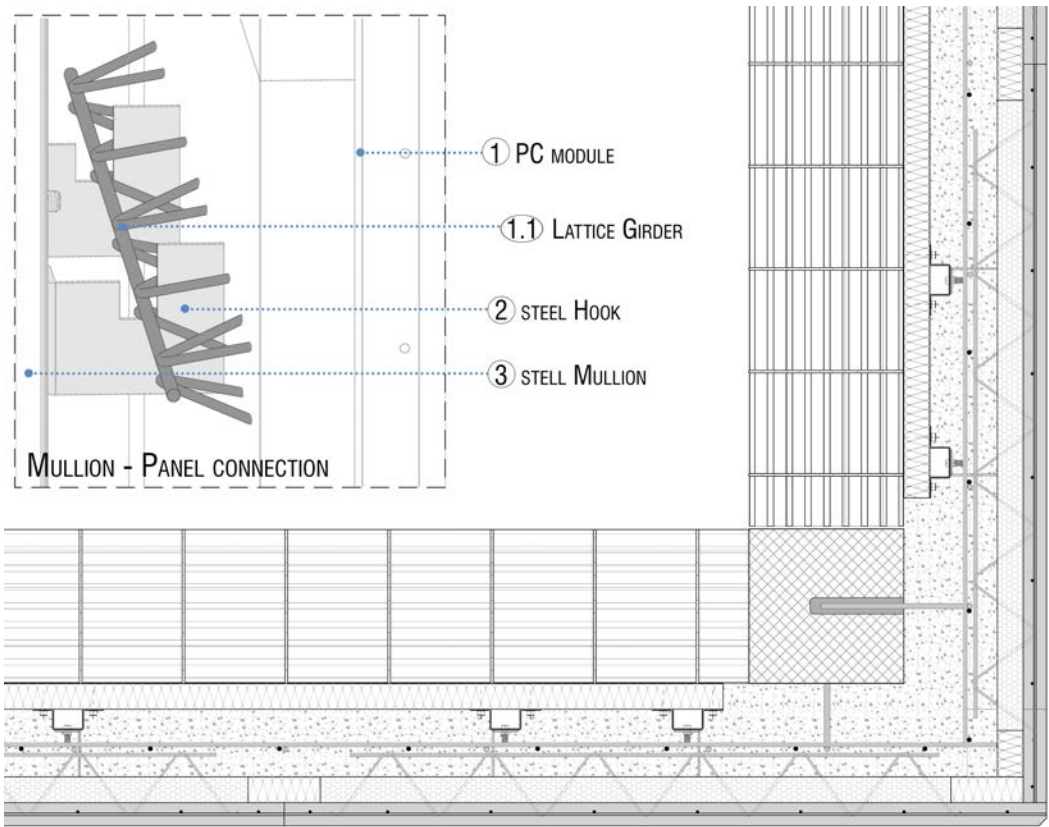 1 PC MODULE
1.1 LATTICE GIRDER
2 STEEL HOOK
3 STELL MULLION
MULLION - PANEL CONNECTION